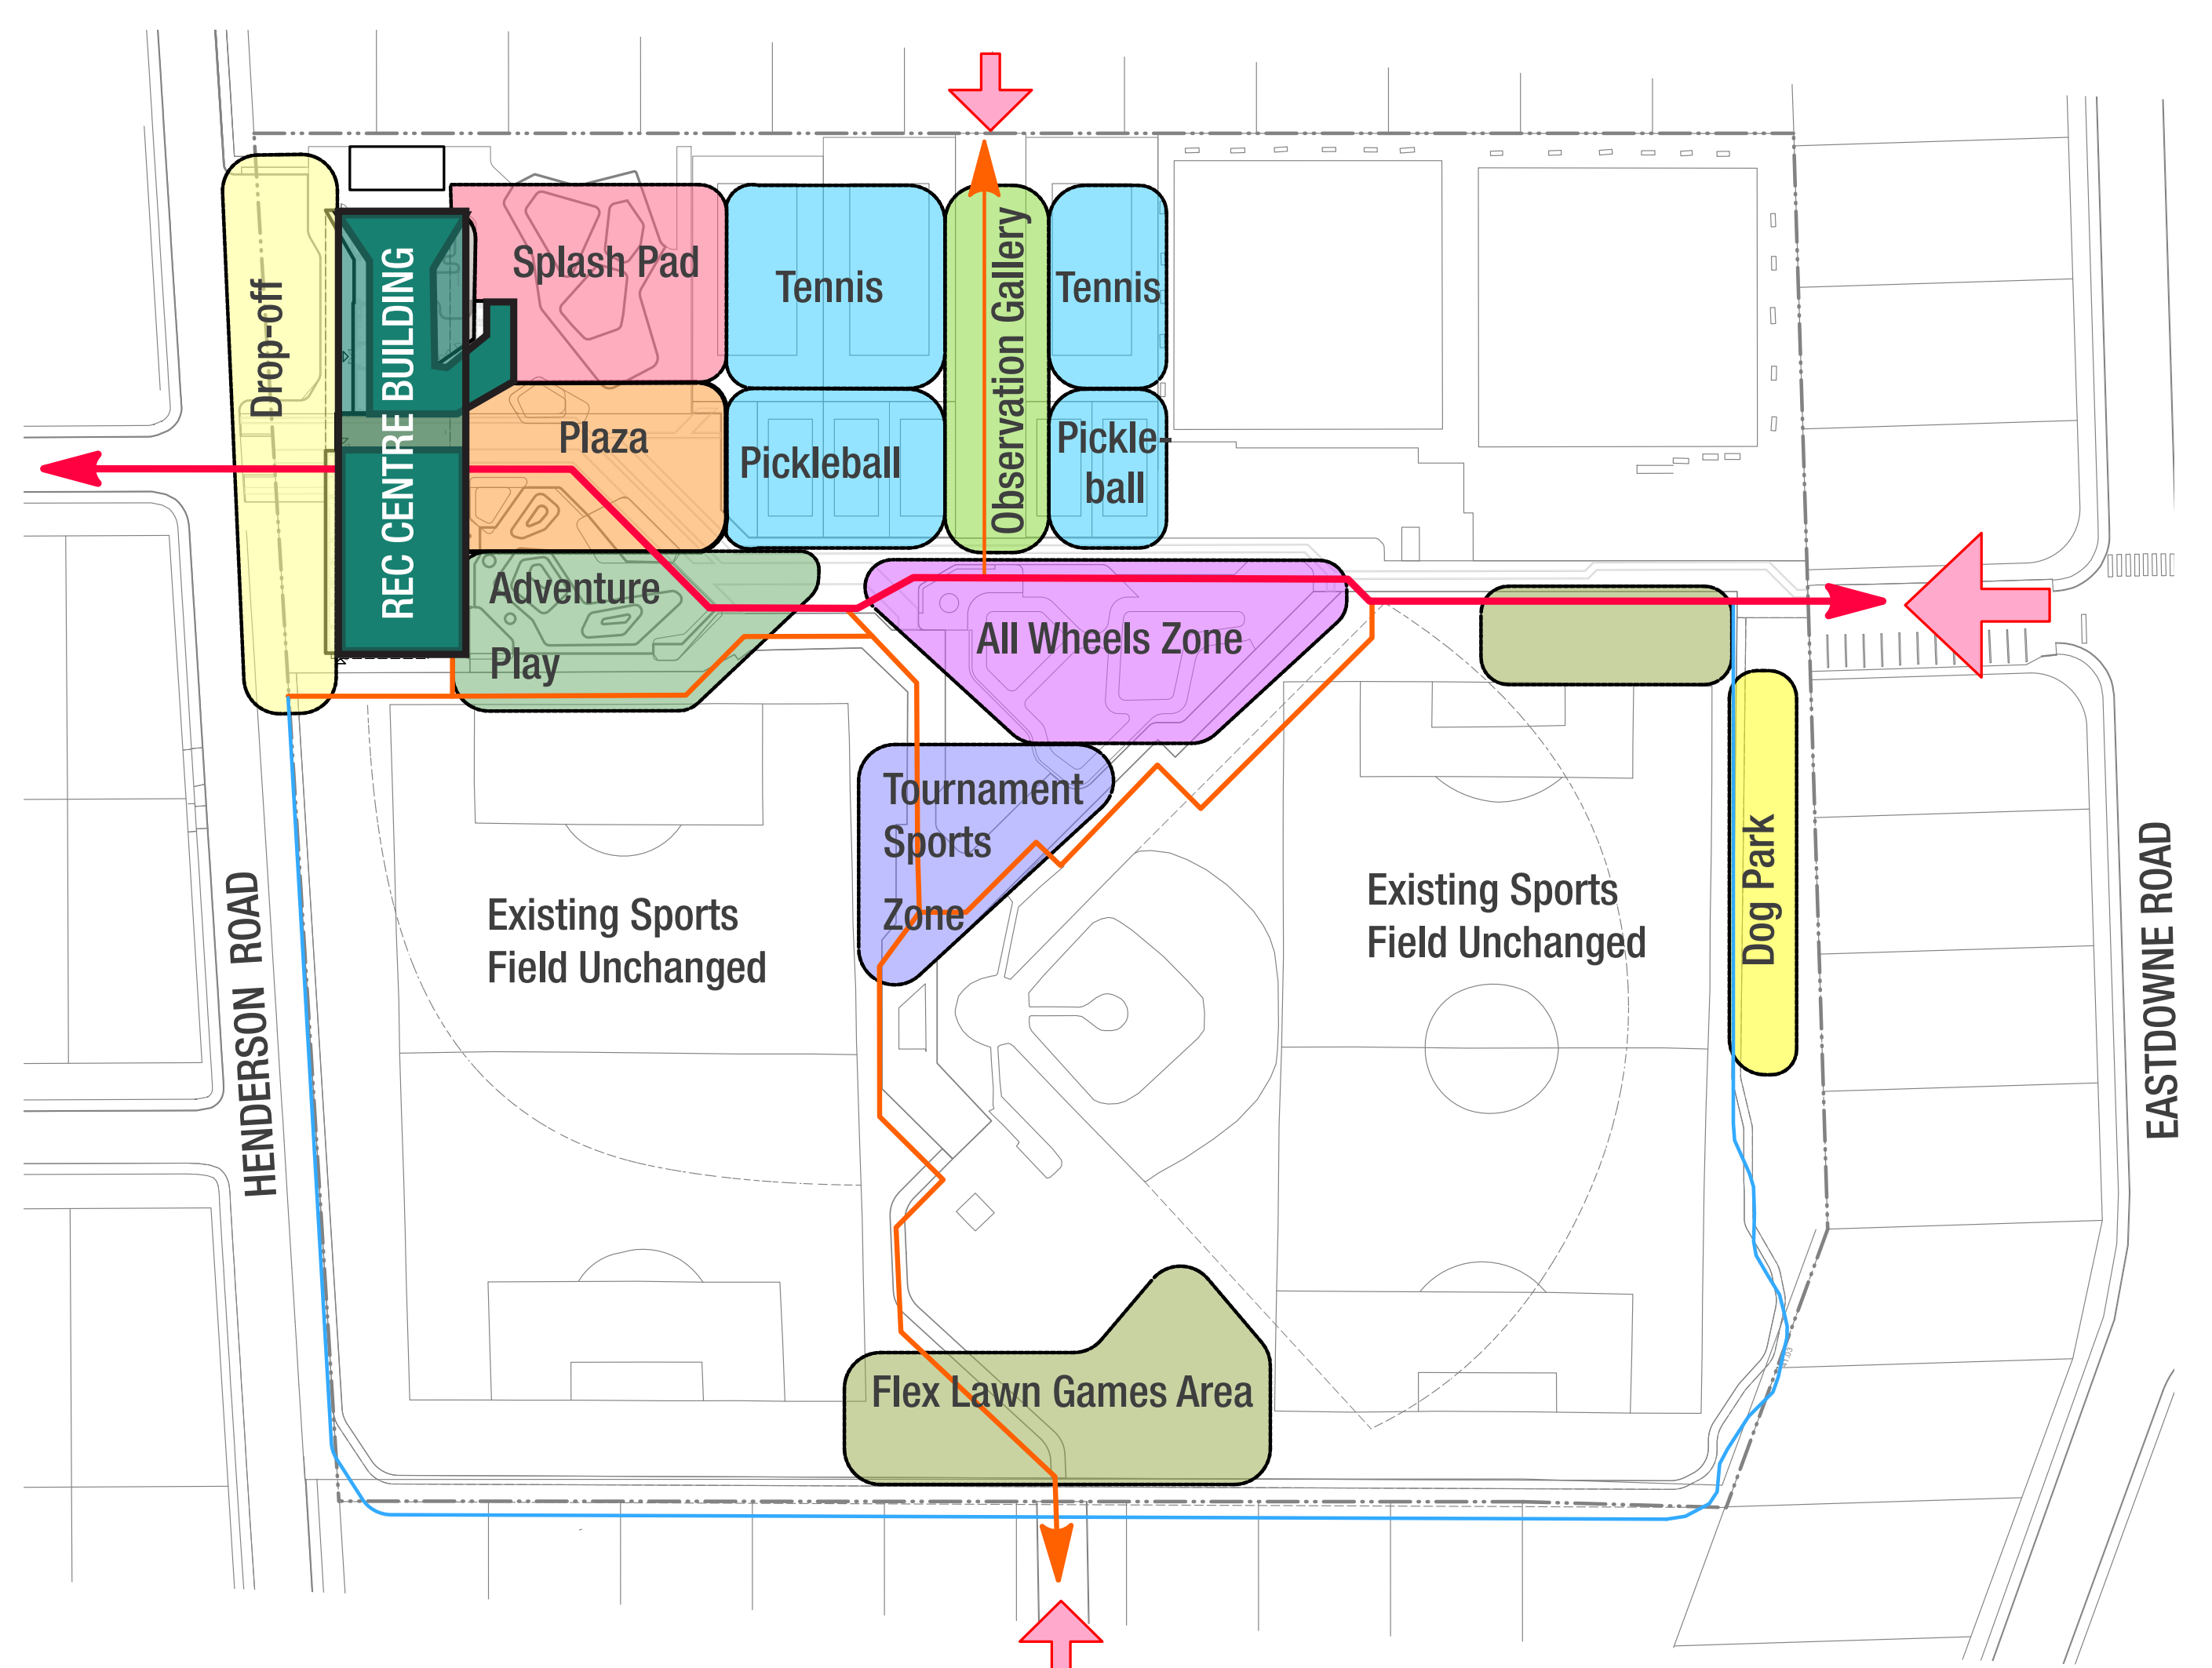 Splash Pad
Tennis
Observation Gallery
Tennis
Drop-off
REC CENTRE BUILDING
Plaza
Pickleball
Pickle-
ball
Adventure
Play
All Wheels Zone
Tournament
Sports
Zone
Existing Sports
Field Unchanged
Existing Sports
Field Unchanged
Dog Park
HENDERSON ROAD
EASTDOWNE ROAD
Flex Lawn Games Area